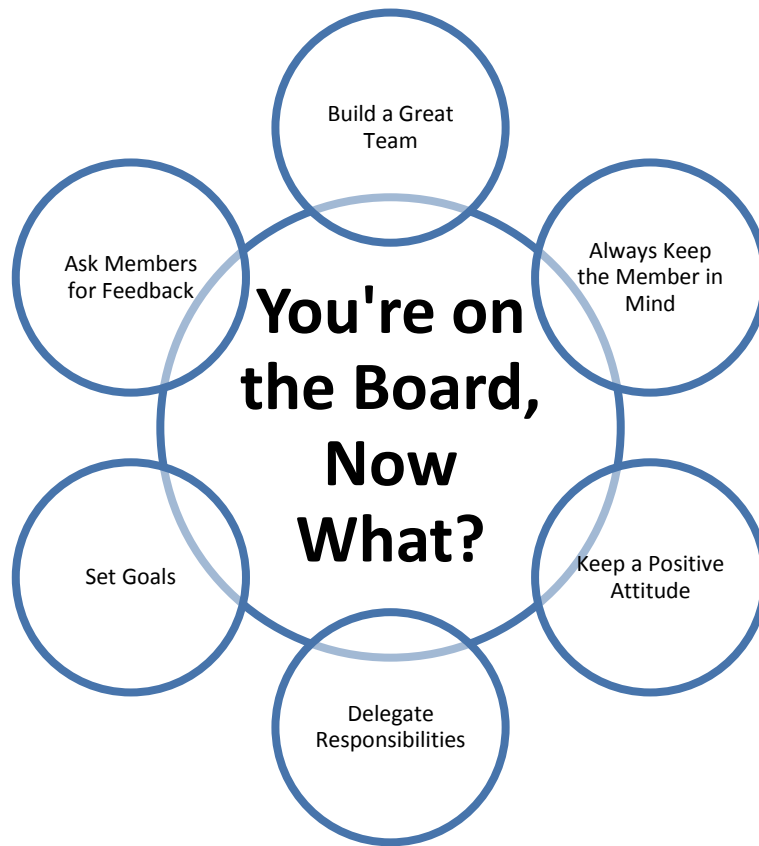 Build a Great
Team
Always Keep
the Member in
Mind
Keep a Positive
Attitude
Delegate
Responsibilities
Set Goals
Ask Members
for Feedback
You're on
the Board,
Now
What?